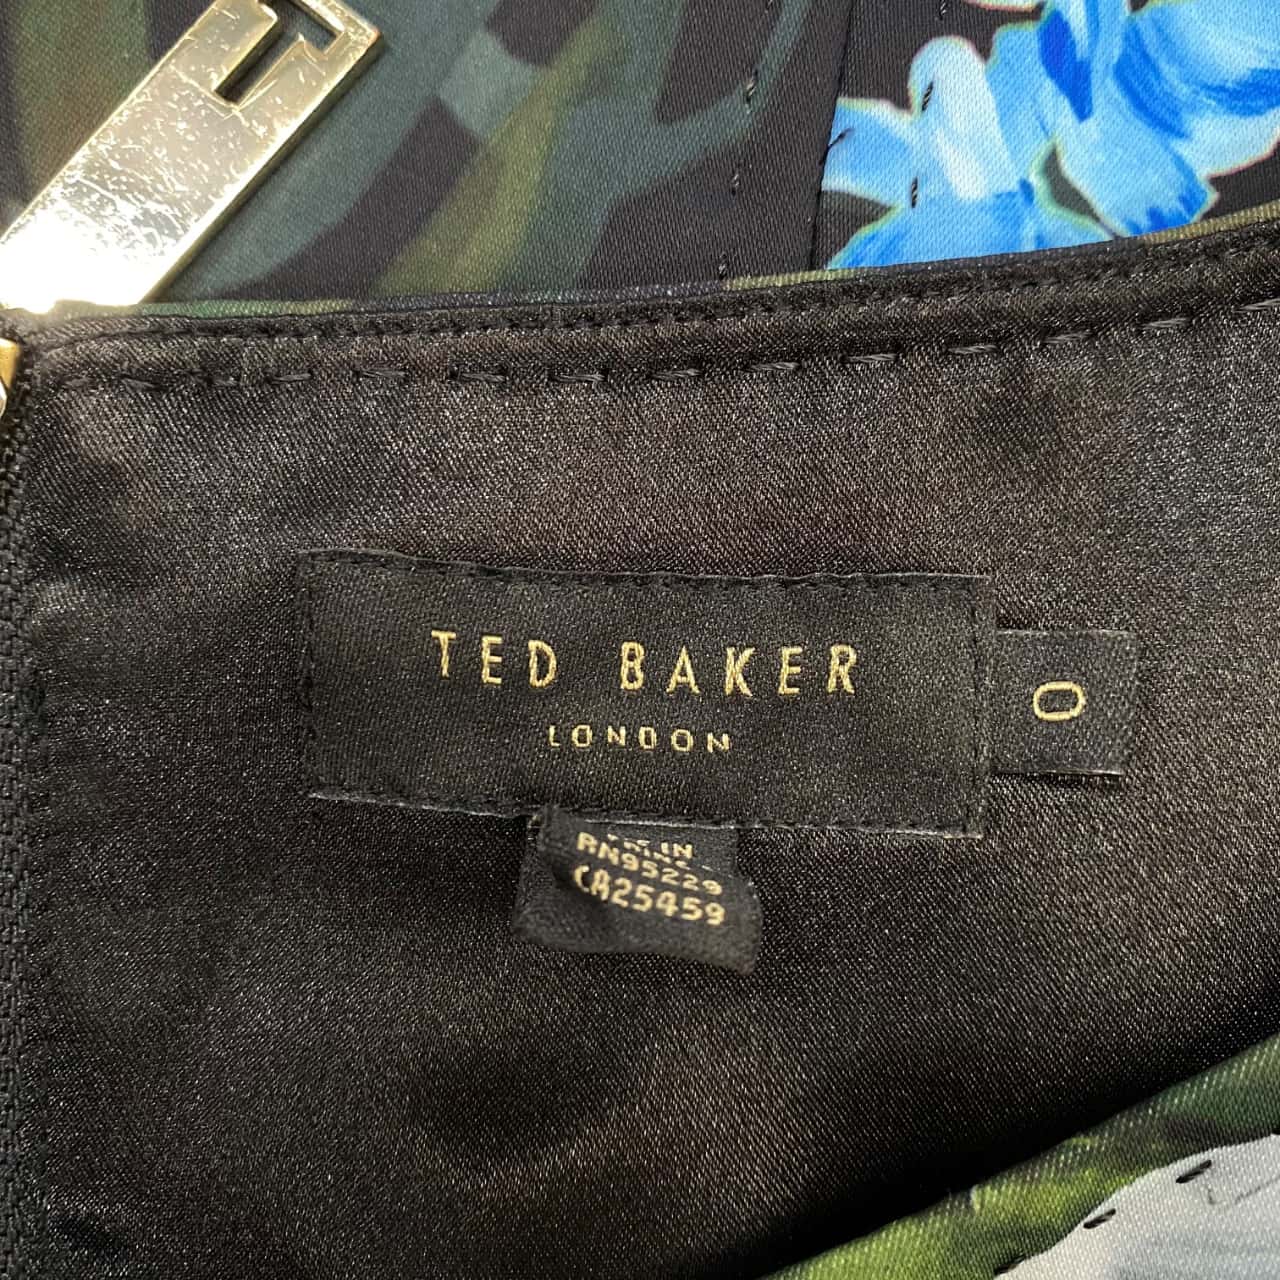 TED BAKER
LONDON
0
RN95229
CA25459